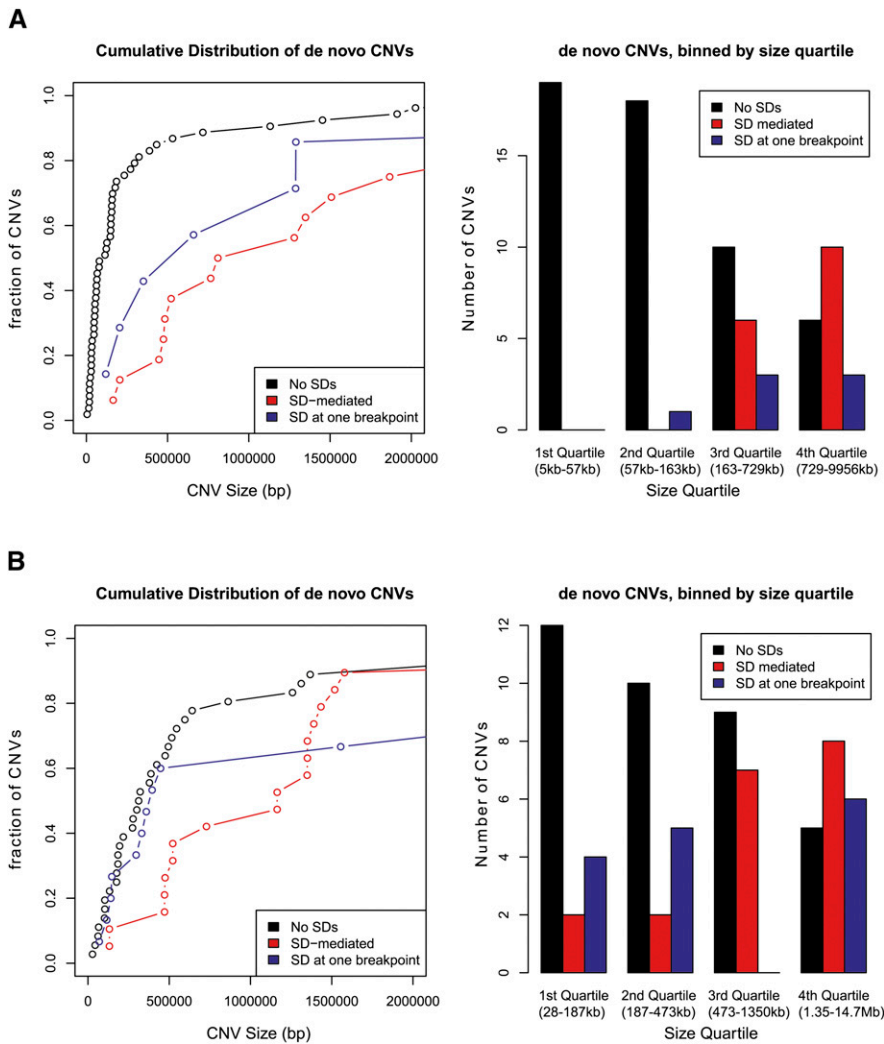 A
Cumulative Distribution of de novo CNVs
fraction of CNVs
1.0
0.8
0.6
0.4
0.2
0.0
No SDs
SD-mediated
SD at one breakpoint
0 500000 1000000 1500000 2000000
CNV Size (bp)
de novo CNVs, binned by size quartile
Number of CNVs
15
10
5
0
No SDs
SD mediated
SD at one breakpoint
1st Quartile 2nd Quartile 3rd Quartile 4th Quartile
(5kb-57kb) (57kb-163kb) (163-729kb) (729-9956kb)
Size Quartile
B
Cumulative Distribution of de novo CNVs
fraction of CNVs
1.0
0.8
0.6
0.4
0.2
0.0
No SDs
SD-mediated
SD at one breakpoint
0 500000 1000000 1500000 2000000
CNV Size (bp)
de novo CNVs, binned by size quartile
Number of CNVs
12
10
8
6
4
2
0
No SDs
SD mediated
SD at one breakpoint
1st Quartile 2nd Quartile 3rd Quartile 4th Quartile
(28-187kb) (187-473kb) (473-1350kb) (1.35-14.7Mb)
Size Quartile